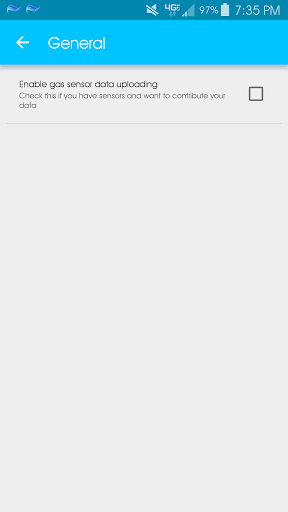 4G 97% 7:35 PM
General
Enable gas sensor data uploading
Check this if you have sensors and want to contribute your
data